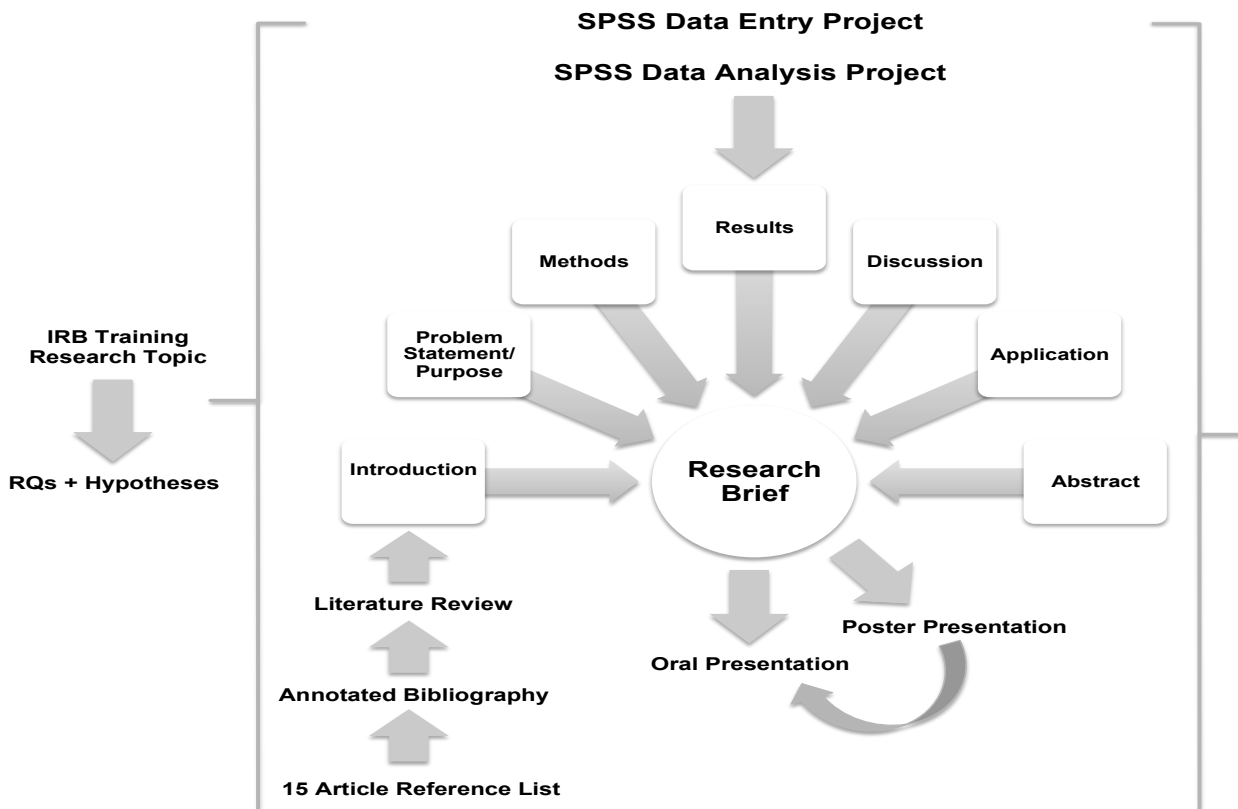 SPSS Data Entry Project
SPSS Data Analysis Project
Results
Methods
Discussion
IRB Training
Research Topic
Problem
Statement/
Purpose
Application
RQs + Hypotheses
Introduction
Research
Brief
Abstract
Literature Review
Poster Presentation
Oral Presentation
Annotated Bibliography
15 Article Reference List